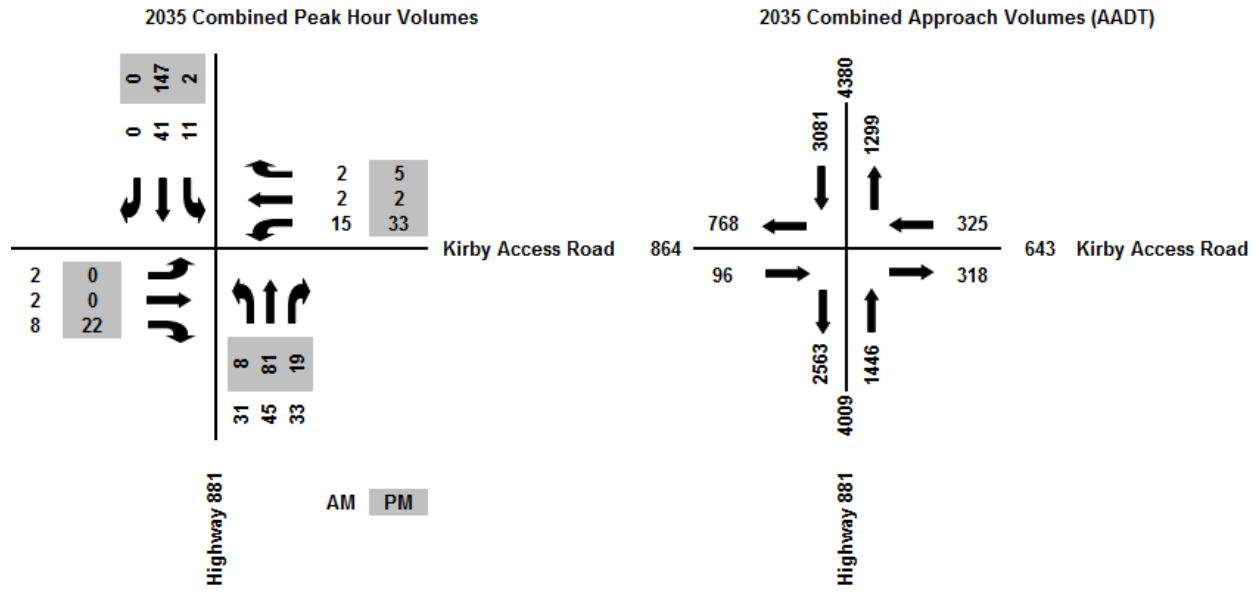 2035 Combined Peak Hour Volumes
2035 Combined Approach Volumes (AADT)
0 147 2
0 41 11
2 5
2 2
15 33
Kirby Access Road
2 0
2 0
8 22
8 81 19
31 45 33
Highway 881
AM PM
4380
3081 1299
768 325
864 643 Kirby Access Road
96 318
2563 1446
4009
Highway 881